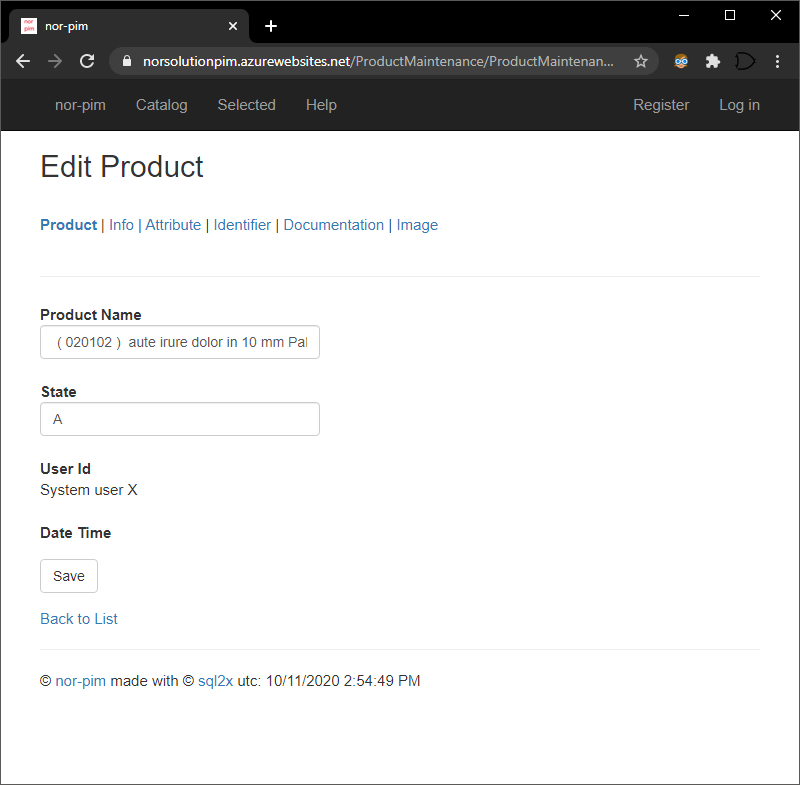 nor-pim
norsolutionpim.azurewebsites.net/ProductMaintenance/ProductMaintenan...
nor-pim Catalog Selected Help Register Log in
Edit Product
Product | Info | Attribute | Identifier | Documentation | Image
Product Name
( 020102 ) aute irure dolor in 10 mm Pal
State
A
User Id
System user X
Date Time
Save
Back to List
© nor-pim made with © sql2x utc: 10/11/2020 2:54:49 PM